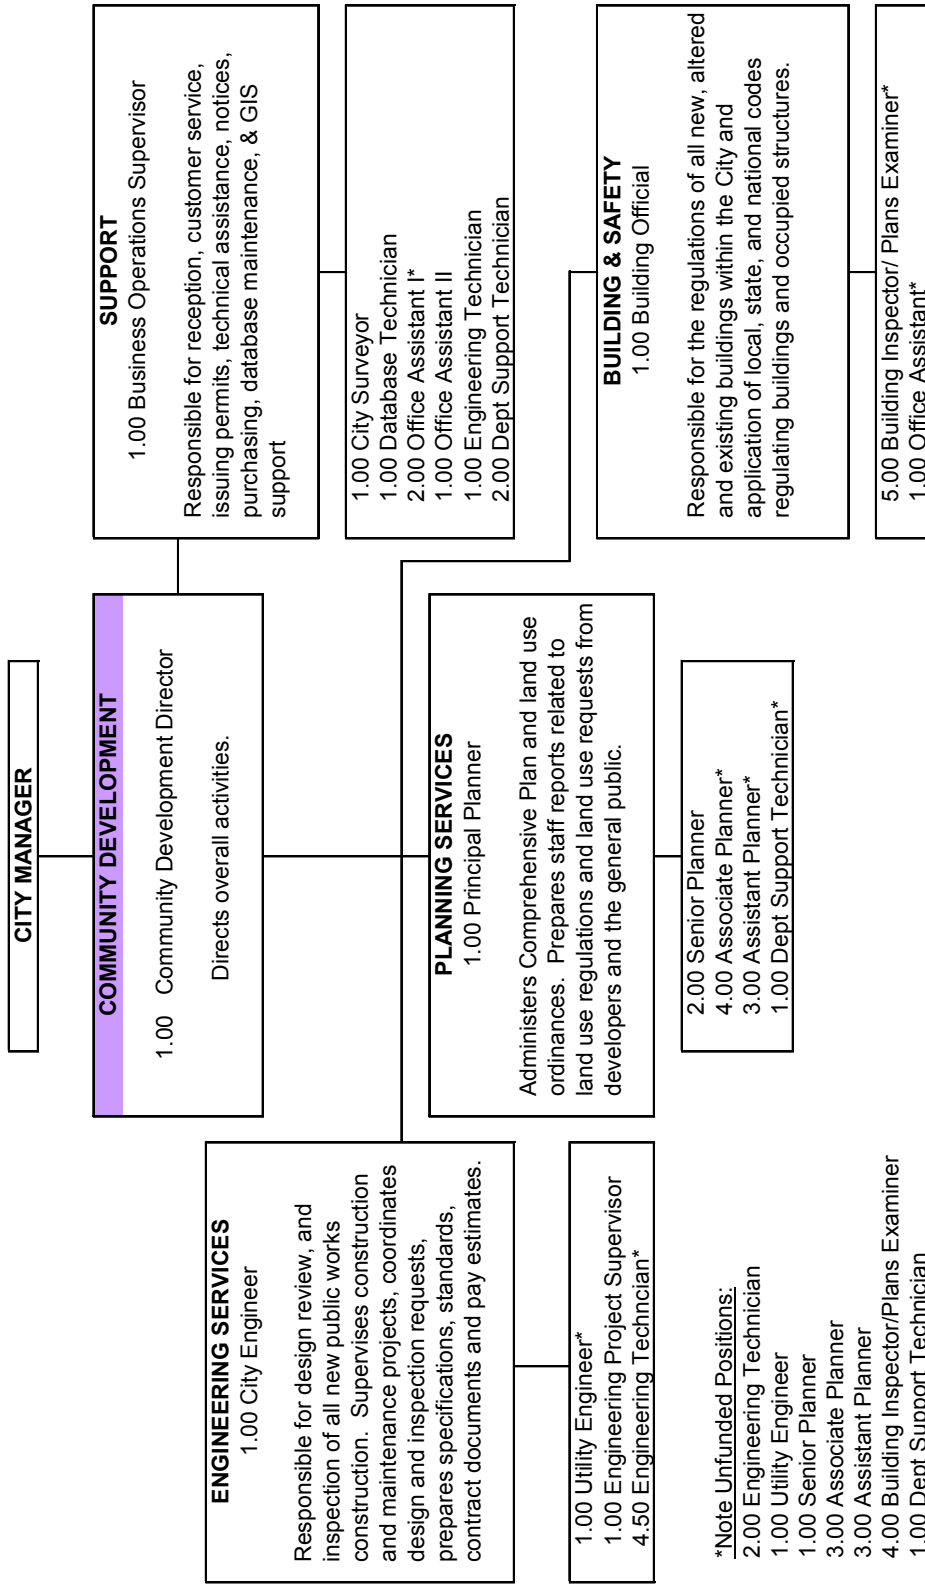 CITY MANAGER
COMMUNITY DEVELOPMENT
1.00 Community Development Director
Directs overall activities.
SUPPORT
1.00 Business Operations Supervisor
Responsible for reception, customer service,
issuing permits, technical assistance, notices,
purchasing, database maintenance, & GIS
support
1.00 City Surveyor
1.00 Database Technician
2.00 Office Assistant I*
1.00 Office Assistant II
1.00 Engineering Technician
2.00 Dept Support Technician
ENGINEERING SERVICES
1.00 City Engineer
Responsible for design review, and
inspection of all new public works
construction. Supervises construction
and maintenance projects, coordinates
design and inspection requests,
prepares specifications, standards,
contract documents and pay estimates.
1.00 Utility Engineer*
1.00 Engineering Project Supervisor
4.50 Engineering Techncian*
PLANNING SERVICES
1.00 Principal Planner
Administers Comprehensive Plan and land use
ordinances. Prepares staff reports related to
land use regulations and land use requests from
developers and the general public.
2.00 Senior Planner
4.00 Associate Planner*
3.00 Assistant Planner*
1.00 Dept Support Technician*
BUILDING & SAFETY
1.00 Building Official
Responsible for the regulations of all new, altered
and existing buildings within the City and
application of local, state, and national codes
regulating buildings and occupied structures.
5.00 Building Inspector/ Plans Examiner*
1.00 Office Assistant*
*Note Unfunded Positions:
2.00 Engineering Technician
1.00 Utility Engineer
1.00 Senior Planner
3.00 Associate Planner
3.00 Assistant Planner
4.00 Building Inspector/Plans Examiner
1.00 Dept Support Technician